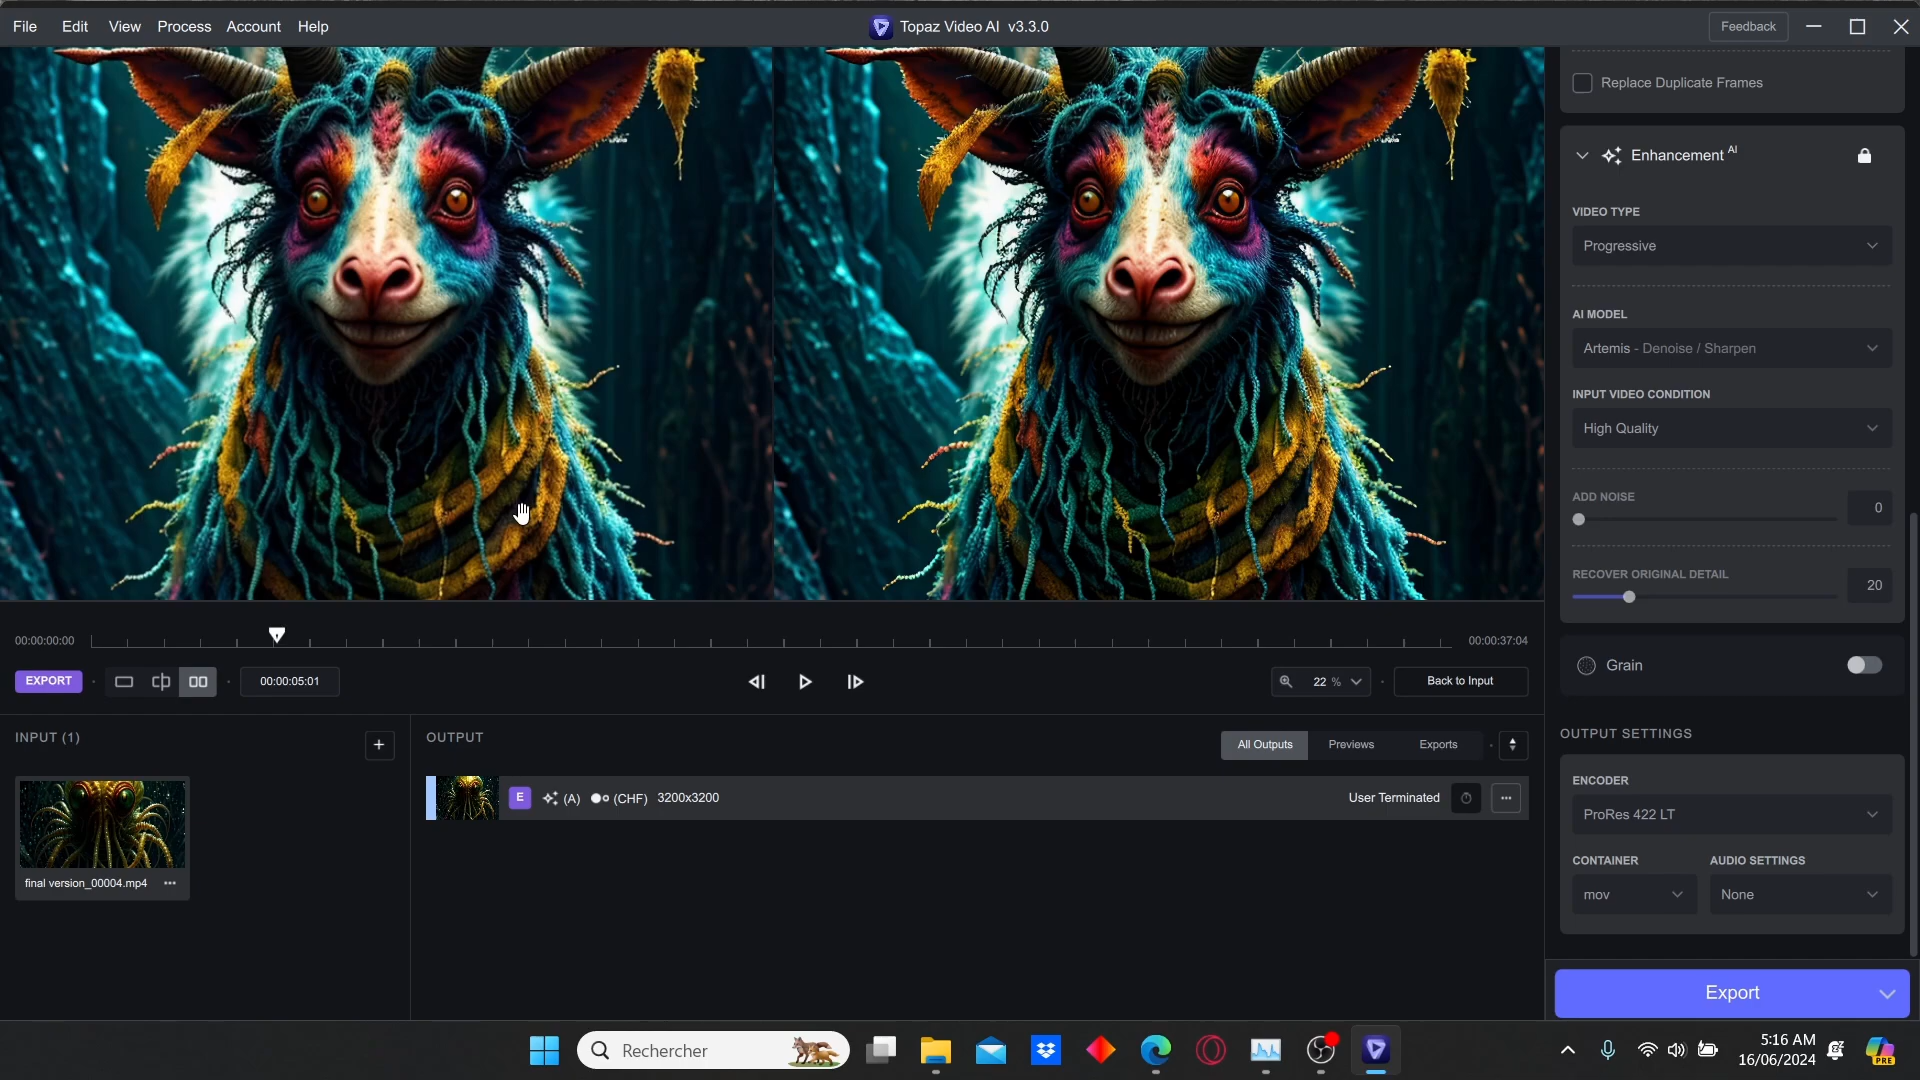 File Edit View Process Account Help
Topaz Video AI v3.3.0
Feedback
Replace Duplicate Frames
Enhancement AI
VIDEO TYPE
Progressive
AI MODEL
Artemis - Denoise / Sharpen
INPUT VIDEO CONDITION
High Quality
ADD NOISE
0
RECOVER ORIGINAL DETAIL
20
Grain
00:00:00:00
00:00:37:04
EXPORT
00:00:05:01
22 %
Back to Input
INPUT (1)
+
final version_00004.mp4
OUTPUT
All Outputs Previews Exports
E (A) (CHF) 3200x3200
User Terminated
OUTPUT SETTINGS
ENCODER
ProRes 422 LT
CONTAINER AUDIO SETTINGS
mov None
Export
Rechercher
5:16 AM
16/06/2024
PRE